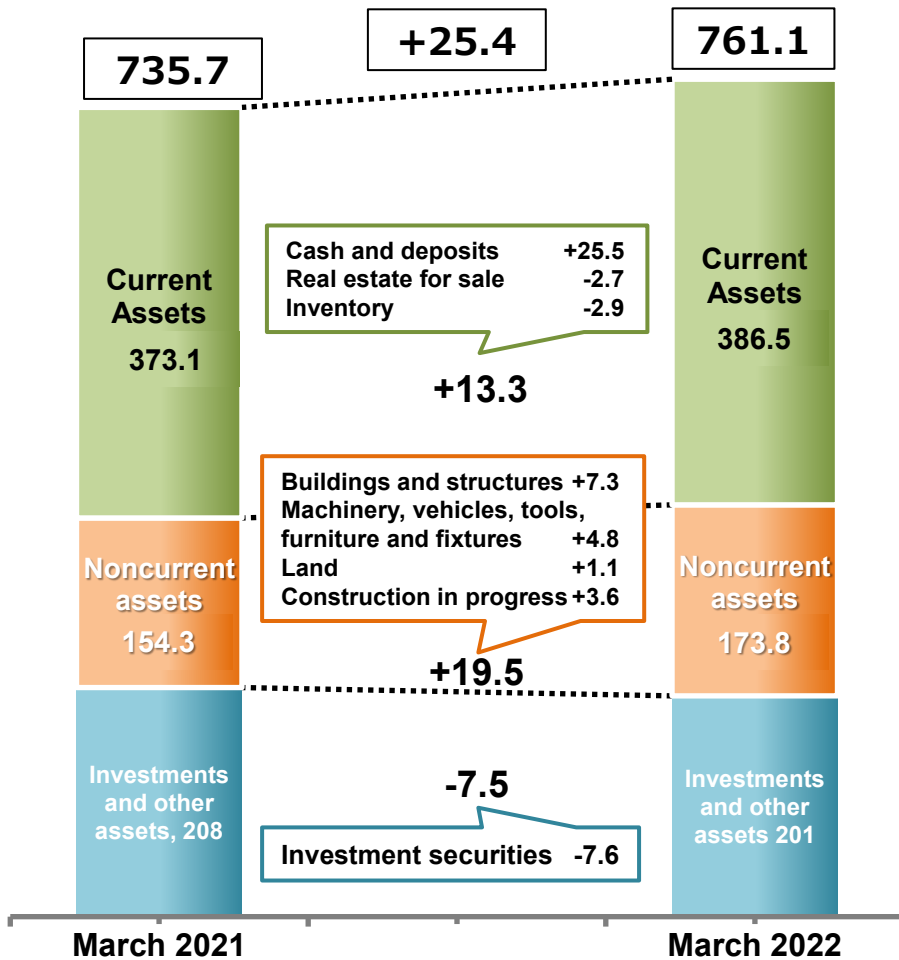 735.7
+25.4
761.1
Current
Assets
373.1
Cash and deposits +25.5
Real estate for sale -2.7
Inventory -2.9
+13.3
Current
Assets
386.5
Noncurrent
assets
154.3
Buildings and structures +7.3
Machinery, vehicles, tools,
furniture and fixtures +4.8
Land +1.1
Construction in progress +3.6
+19.5
Noncurrent
assets
173.8
Investments
and other
assets, 208
-7.5
Investment securities -7.6
Investments
and other
assets 201
March 2021
March 2022